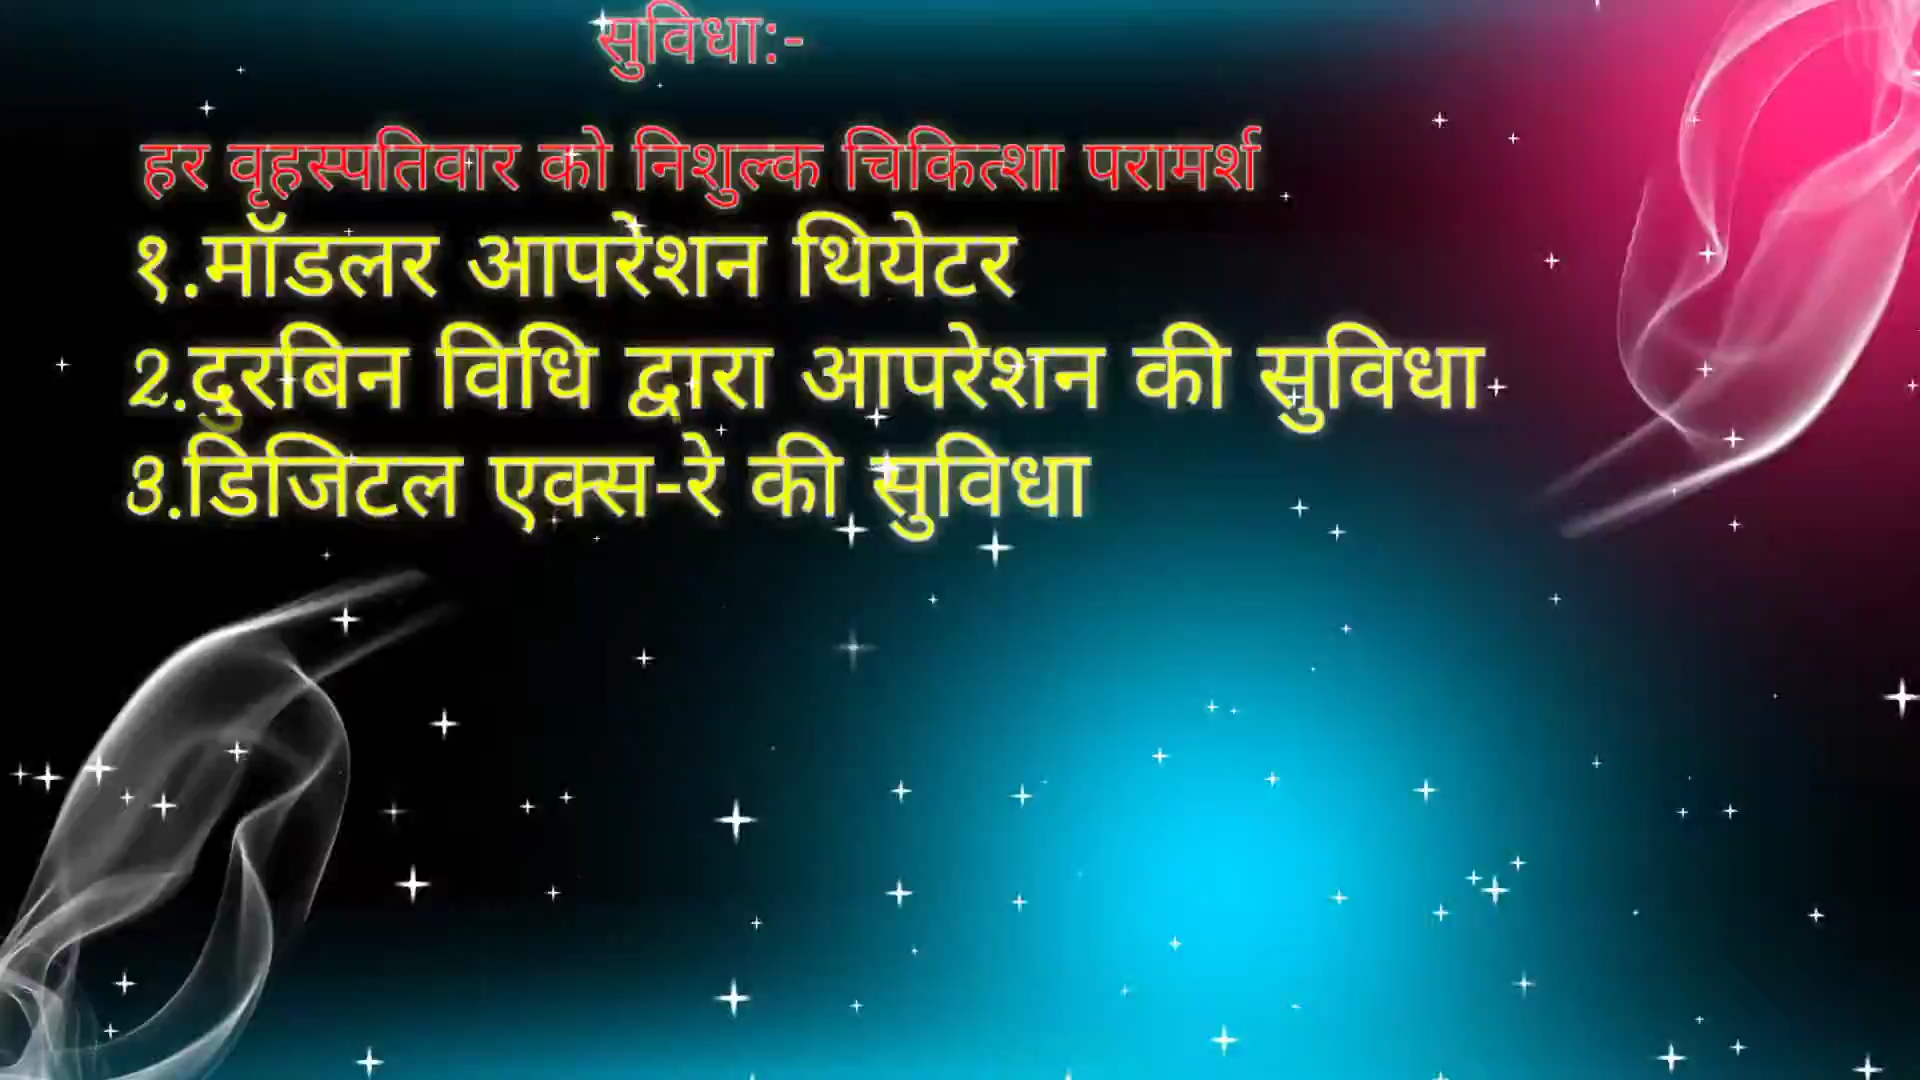 सुविधा:-
हर वृहस्पतिवार को निशुल्क चिकित्शा परामर्श
१.मॉडलर आपरेशन थियेटर
2.दुरबिन विधि द्वारा आपरेशन की सुविधा
3.डिजिटल एक्स-रे की सुविधा